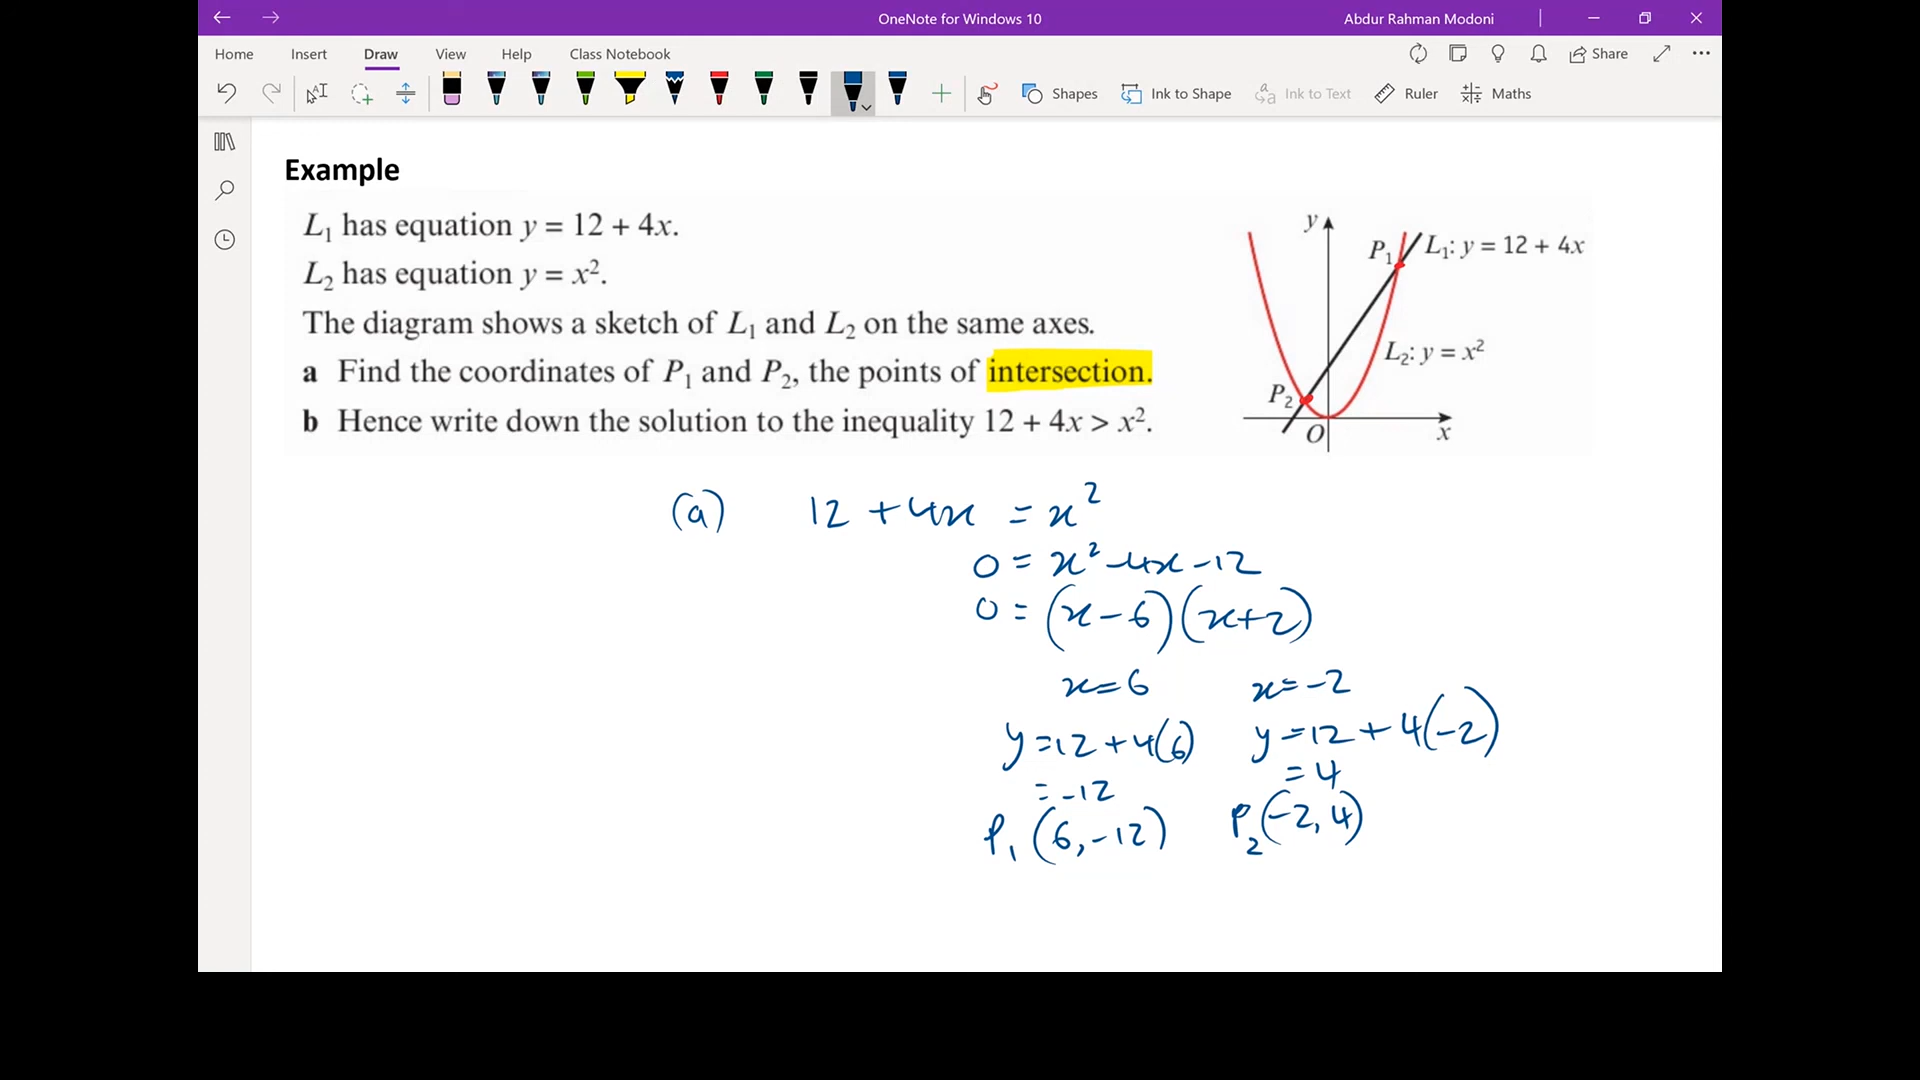 OneNote for Windows 10
Abdur Rahman Modoni
Home Insert Draw View Help Class Notebook
Share
Shapes Ink to Shape Ink to Text Ruler Maths
Example
L₁ has equation y = 12 + 4x.
L₂ has equation y = x².
The diagram shows a sketch of L₁ and L₂ on the same axes.
a Find the coordinates of P₁ and P₂, the points of intersection.
b Hence write down the solution to the inequality 12 + 4x > x².
y
P₁
L₁: y = 12 + 4x
L₂: y = x²
P₂
O
x
(a) 12 + 4x = x²
0 = x² - 4x - 12
0 = (x - 6)(x+2)
x = 6 x = -2
y = 12 + 4(6) y = 12 + 4(-2)
= -12 = 4
P₁ (6, -12) P₂ (-2, 4)